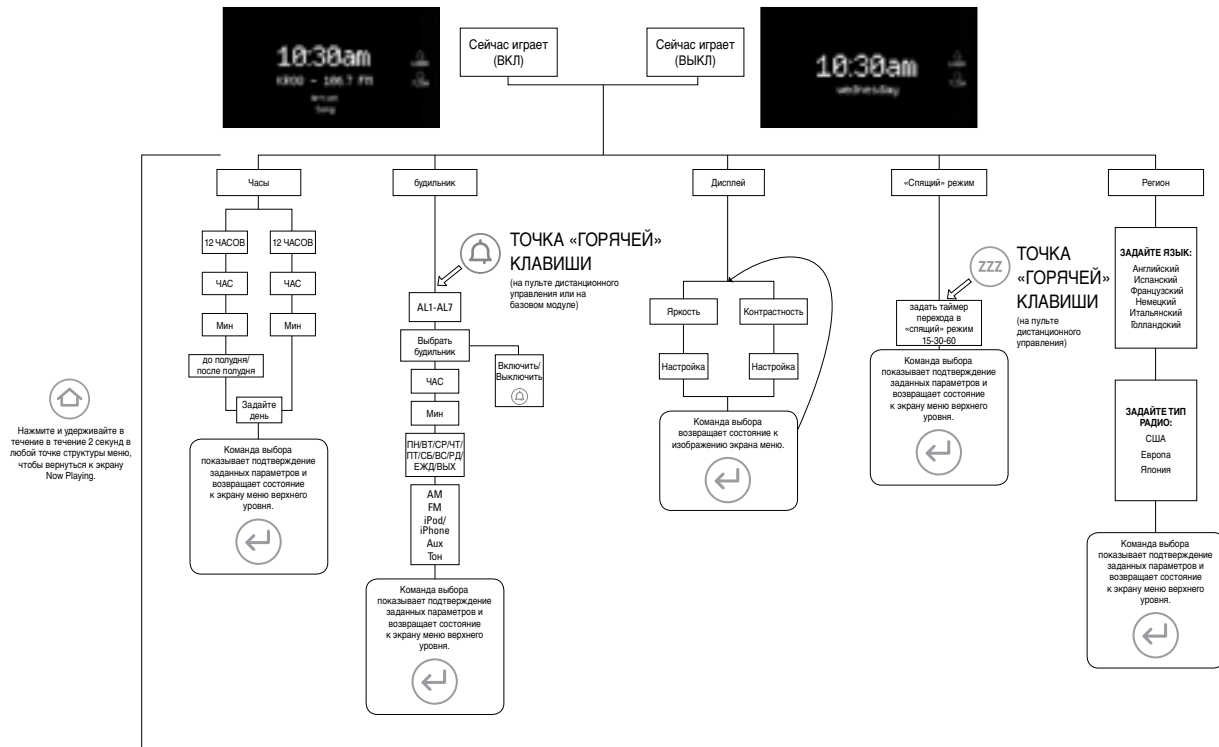 10:30am
KROQ - 106.7 FM
Artist
Song
Сейчас играет
(ВКЛ)
Сейчас играет
(ВЫКЛ)
10:30am
wednesday
Часы
будильник
Дисплей
«Спящий» режим
Регион
12 ЧАСОВ
ЧАС
Мин
до полудня/
после полудня
12 ЧАСОВ
ЧАС
Мин
Задайте
день
Команда выбора
показывает подтверждение
заданных параметров и
возвращает состояние
к экрану меню верхнего
уровня.
Нажмите и удерживайте в
течение в течение 2 секунд в
любой точке структуры меню,
чтобы вернуться к экрану
Now Playing.
ТОЧКА «ГОРЯЧЕЙ»
КЛАВИШИ
(на пульте дистанционного
управления или на
базовом модуле)
AL1-AL7
Выбрать
будильник
Включить/
Выключить
ЧАС
Мин
ПН/ВТ/СР/ЧТ/
ПТ/СБ/ВС/РД/
ЕЖД/ВЫХ
AM
FM
iPod/
iPhone
Aux
Тон
Команда выбора
показывает подтверждение
заданных параметров и
возвращает состояние
к экрану меню верхнего
уровня.
Яркость
Контрастность
Настройка
Настройка
Команда выбора
возвращает состояние к
изображению экрана меню.
ZZZ
ТОЧКА
«ГОРЯЧЕЙ»
КЛАВИШИ
(на пульте
дистанционного
управления)
задать таймер
перехода в
«спящий» режим
15-30-60
Команда выбора
показывает подтверждение
заданных параметров и
возвращает состояние
к экрану меню верхнего
уровня.
ЗАДАЙТЕ ЯЗЫК:
Английский
Испанский
Французский
Немецкий
Итальянский
Голландский
ЗАДАЙТЕ ТИП
РАДИО:
США
Европа
Япония
Команда выбора
показывает подтверждение
заданных параметров и
возвращает состояние
к экрану меню верхнего
уровня.